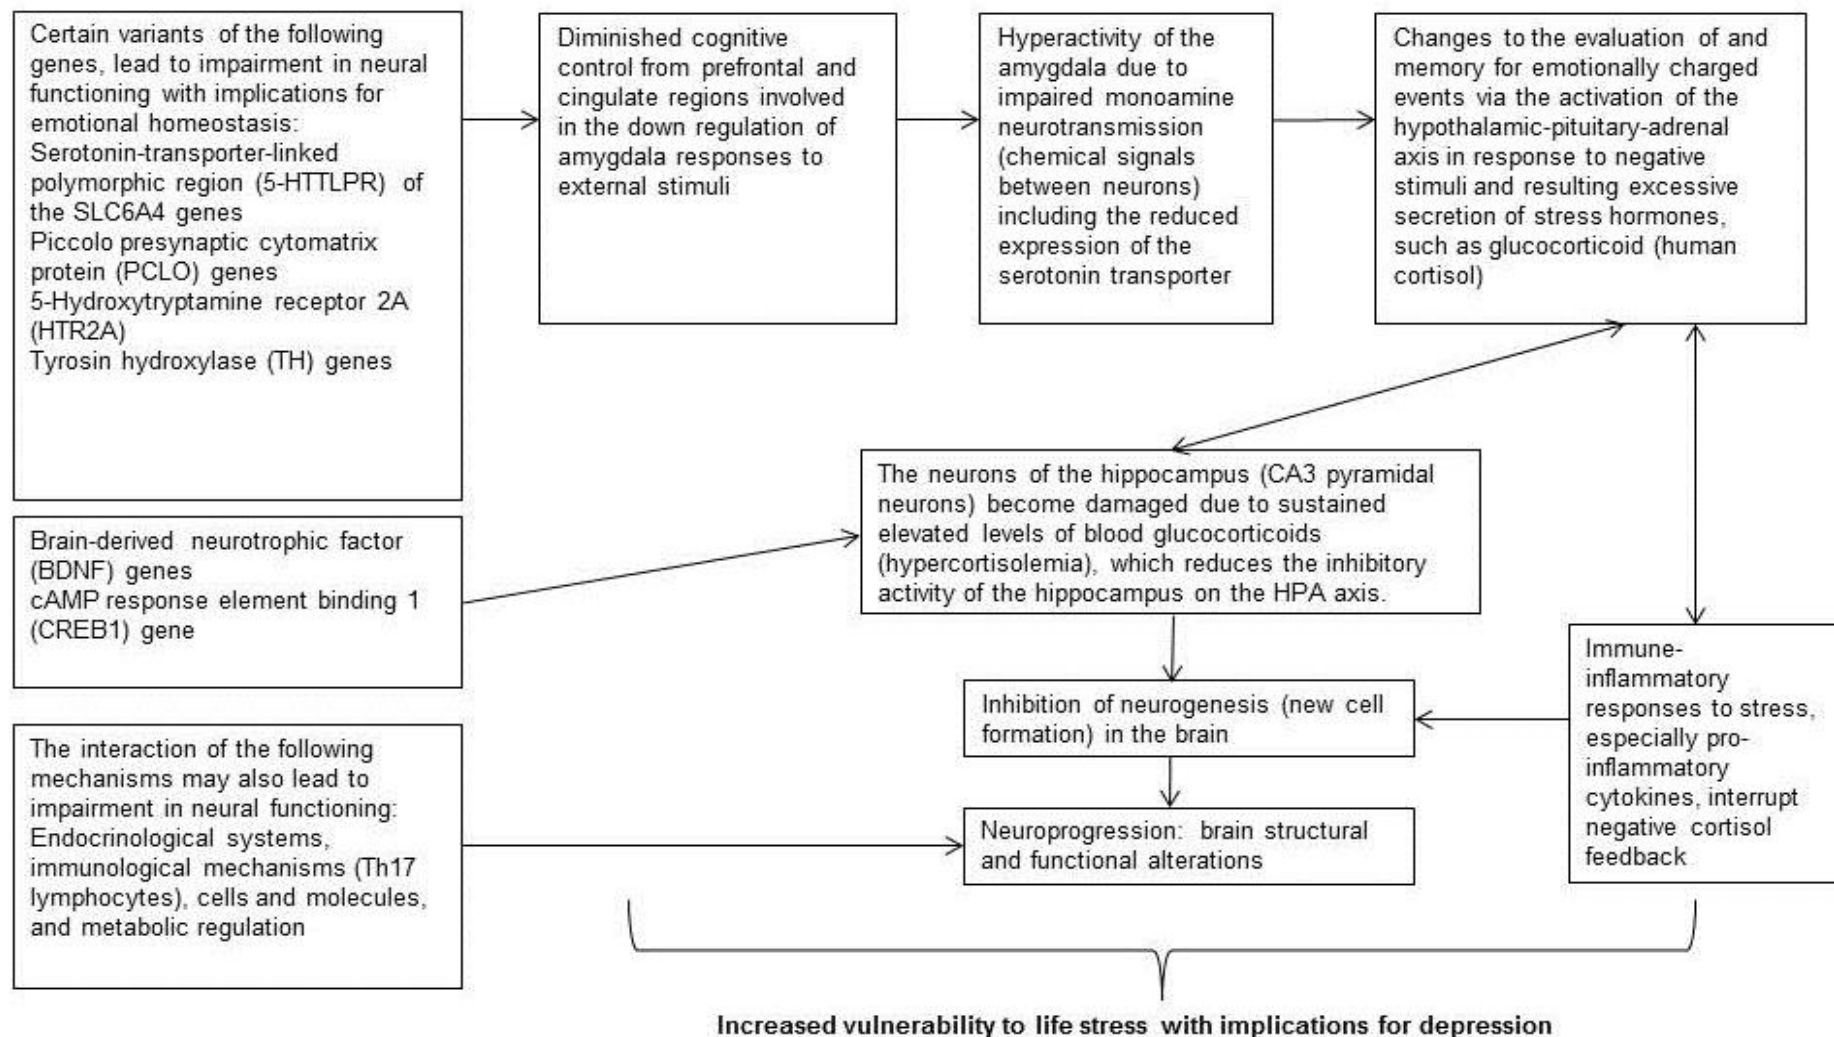 Certain variants of the following
genes, lead to impairment in neural
functioning with implications for
emotional homeostasis:
Serotonin-transporter-linked
polymorphic region (5-HTTLPR) of
the SLC6A4 genes
Piccolo presynaptic cytomatrix
protein (PCLO) genes
5-Hydroxytryptamine receptor 2A
(HTR2A)
Tyrosin hydroxylase (TH) genes
Diminished cognitive
control from prefrontal and
cingulate regions involved
in the down regulation of
amygdala responses to
external stimuli
Hyperactivity of the
amygdala due to
impaired monoamine
neurotransmission
(chemical signals
between neurons)
including the reduced
expression of the
serotonin transporter
Changes to the evaluation of and
memory for emotionally charged
events via the activation of the
hypothalamic-pituitary-adrenal
axis in response to negative
stimuli and resulting excessive
secretion of stress hormones,
such as glucocorticoid (human
cortisol)
The neurons of the hippocampus (CA3 pyramidal
neurons) become damaged due to sustained
elevated levels of blood glucocorticoids
(hypercortisolemia), which reduces the inhibitory
activity of the hippocampus on the HPA axis.
Brain-derived neurotrophic factor
(BDNF) genes
cAMP response element binding 1
(CREB1) gene
Immune-
inflammatory
responses to stress,
especially pro-
inflammatory
cytokines, interrupt
negative cortisol
feedback
Inhibition of neurogenesis (new cell
formation) in the brain
The interaction of the following
mechanisms may also lead to
impairment in neural functioning:
Endocrinological systems,
immunological mechanisms (Th17
lymphocytes), cells and molecules,
and metabolic regulation
Neuroprogression: brain structural
and functional alterations
Increased vulnerability to life stress with implications for depression